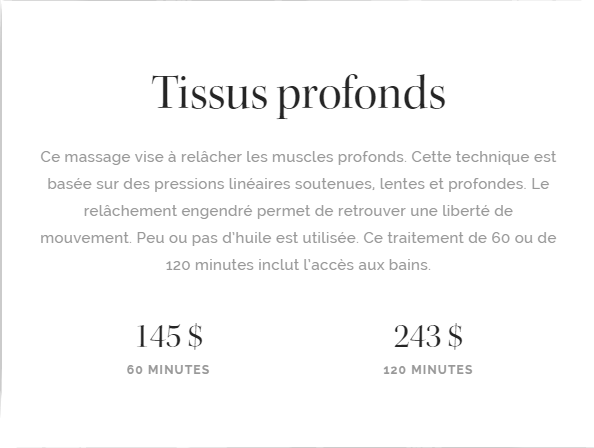 Tissus profonds
Ce massage vise à relâcher les muscles profonds. Cette technique est
basée sur des pressions linéaires soutenues, lentes et profondes. Le
relâchement engendré permet de retrouver une liberté de
mouvement. Peu ou pas d'huile est utilisée. Ce traitement de 60 ou de
120 minutes inclut l'accès aux bains.
145 $ 243 $
60 MINUTES 120 MINUTES